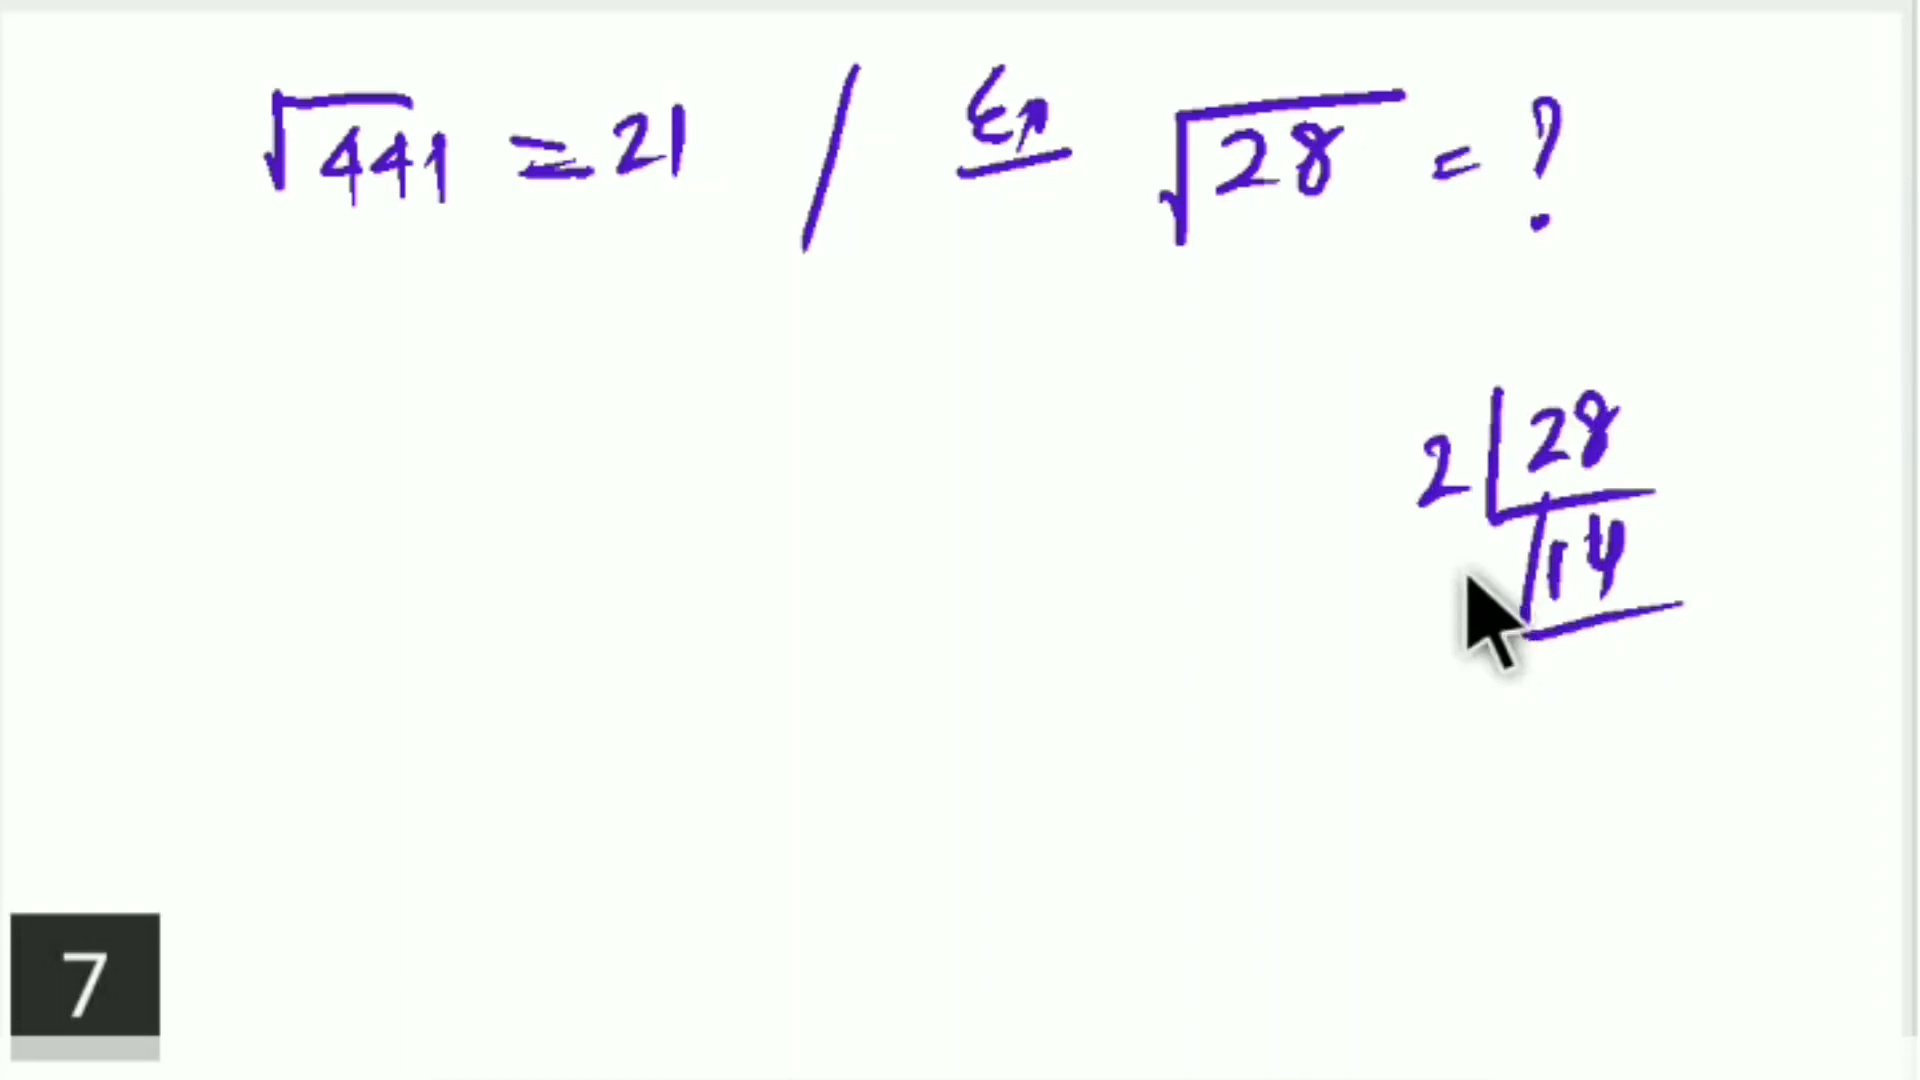 √441 = 21 / Ex √28 = ?
2 28
14
7